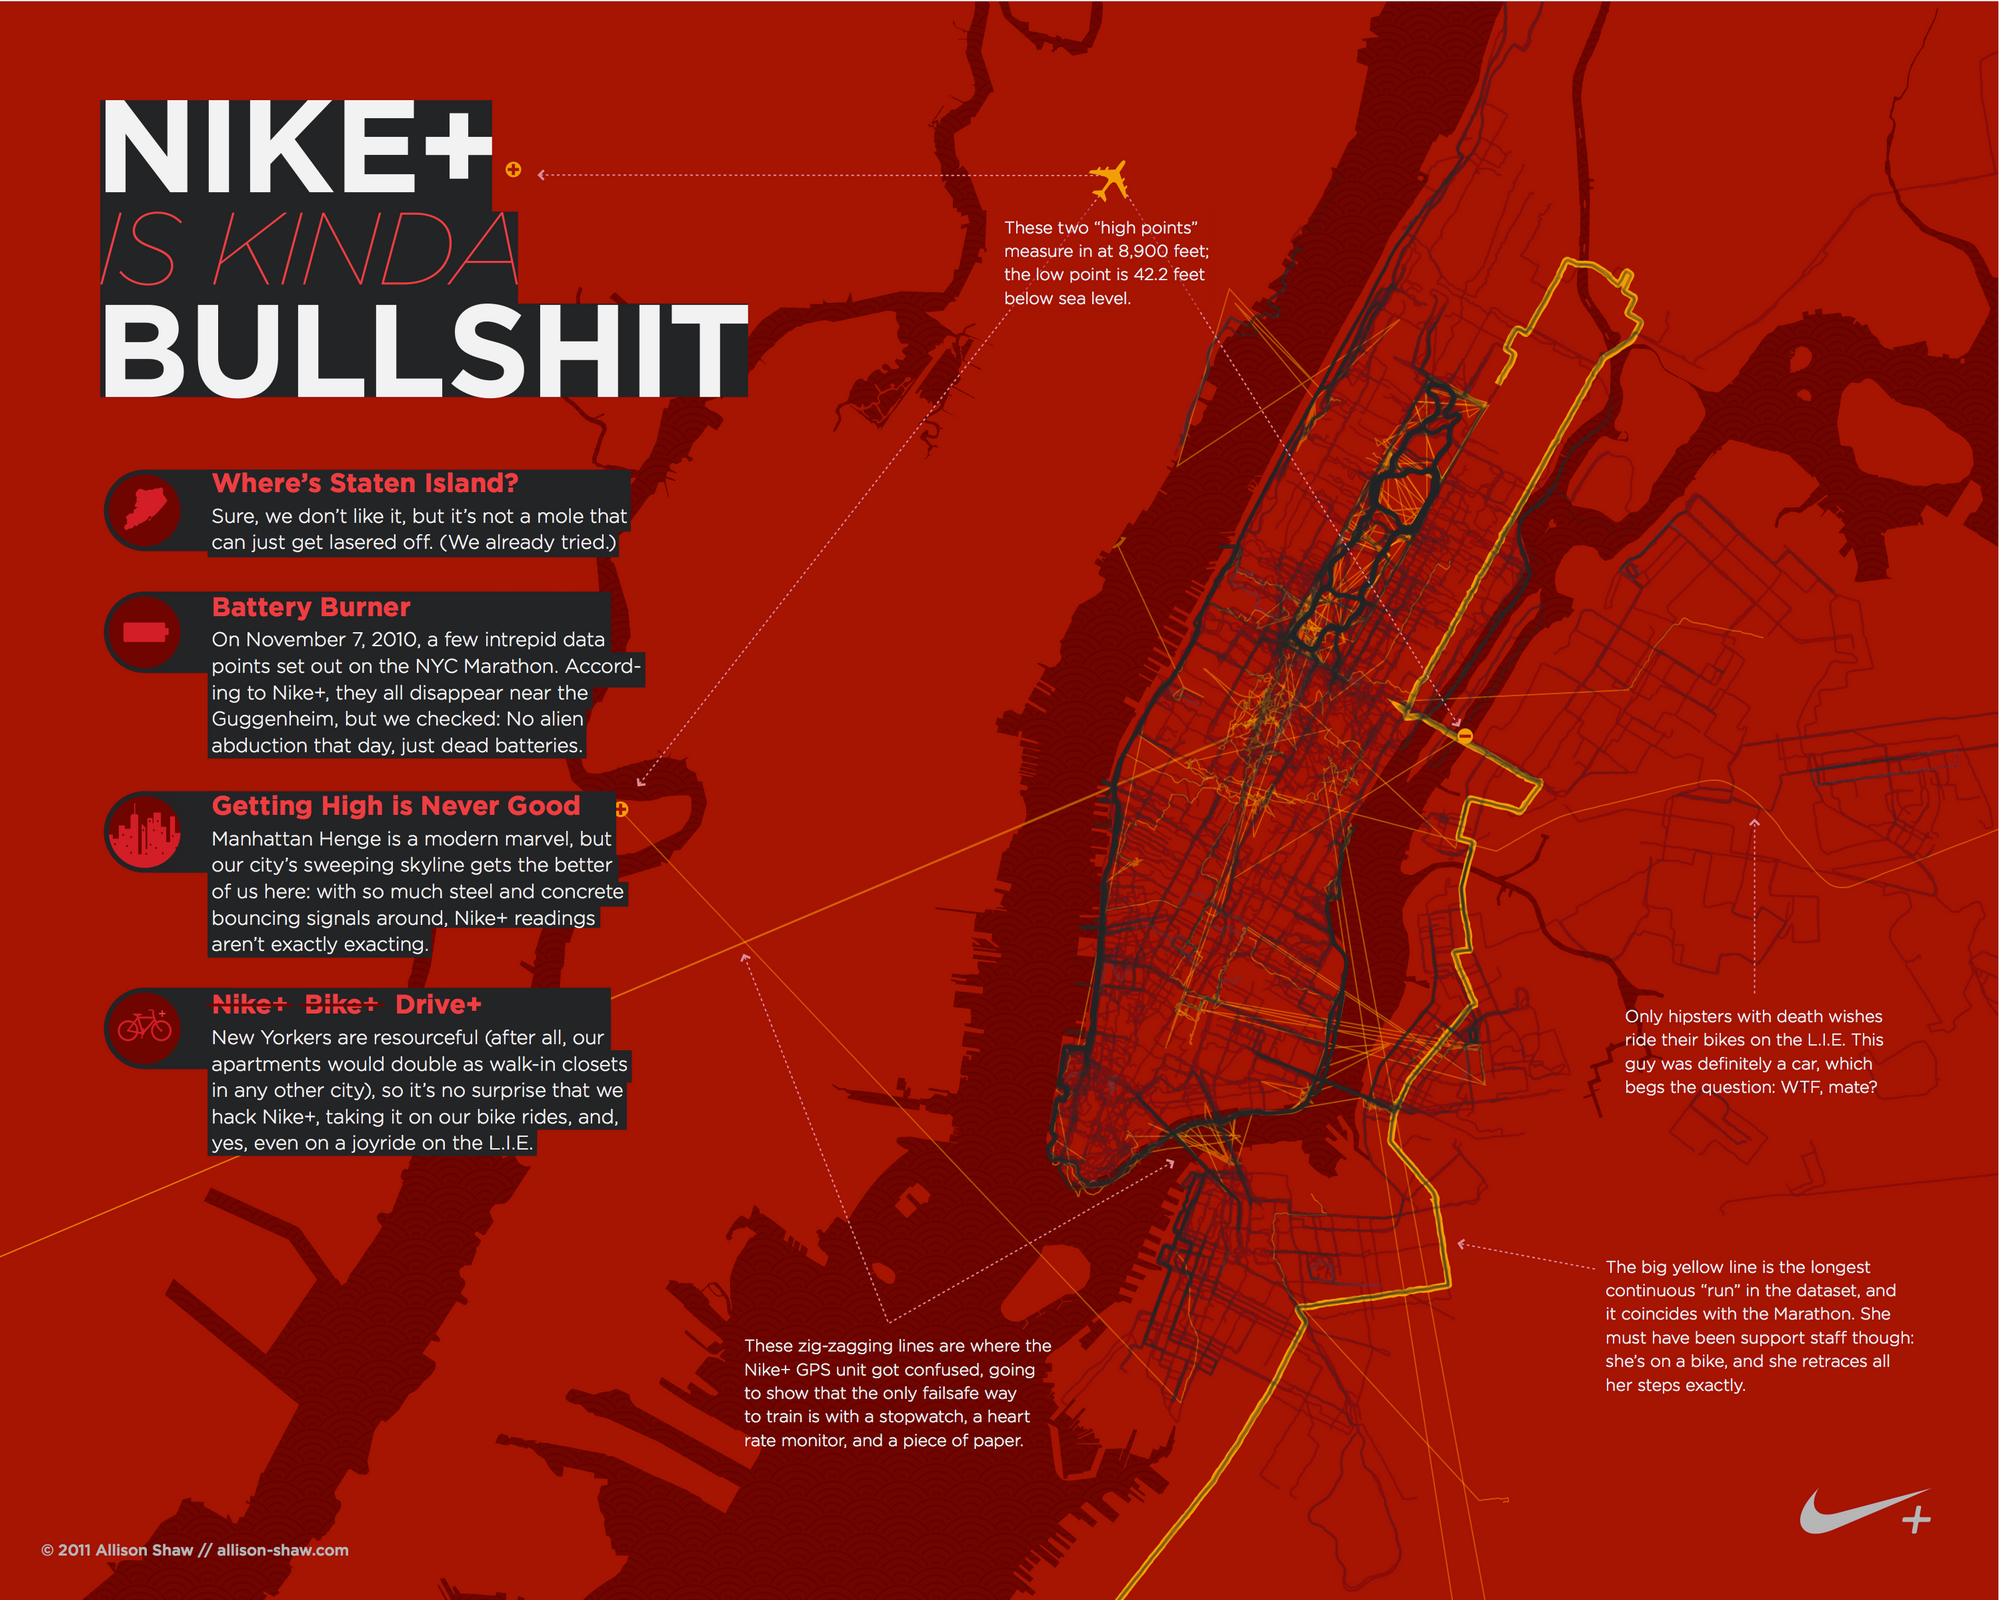 NIKE+
IS KINDA
BULLSHIT
These two “high points”
measure in at 8,900 feet;
the low point is 42.2 feet
below sea level.
Where’s Staten Island?
Sure, we don’t like it, but it’s not a mole that
can just get lasered off. (We already tried.)
Battery Burner
On November 7, 2010, a few intrepid data
points set out on the NYC Marathon. Accord-
ing to Nike+, they all disappear near the
Guggenheim, but we checked: No alien
abduction that day, just dead batteries.
Getting High is Never Good
Manhattan Henge is a modern marvel, but
our city’s sweeping skyline gets the better
of us here: with so much steel and concrete
bouncing signals around, Nike+ readings
aren’t exactly exacting.
Nike+ Bike+ Drive+
New Yorkers are resourceful (after all, our
apartments would double as walk-in closets
in any other city), so it’s no surprise that we
hack Nike+, taking it on our bike rides, and,
yes, even on a joyride on the L.I.E.
Only hipsters with death wishes
ride their bikes on the L.I.E. This
guy was definitely a car, which
begs the question: WTF, mate?
The big yellow line is the longest
continuous “run” in the dataset, and
it coincides with the Marathon. She
must have been support staff though:
she’s on a bike, and she retraces all
her steps exactly.
These zig-zagging lines are where the
Nike+ GPS unit got confused, going
to show that the only failsafe way
to train is with a stopwatch, a heart
rate monitor, and a piece of paper.
© 2011 Allison Shaw // allison-shaw.com